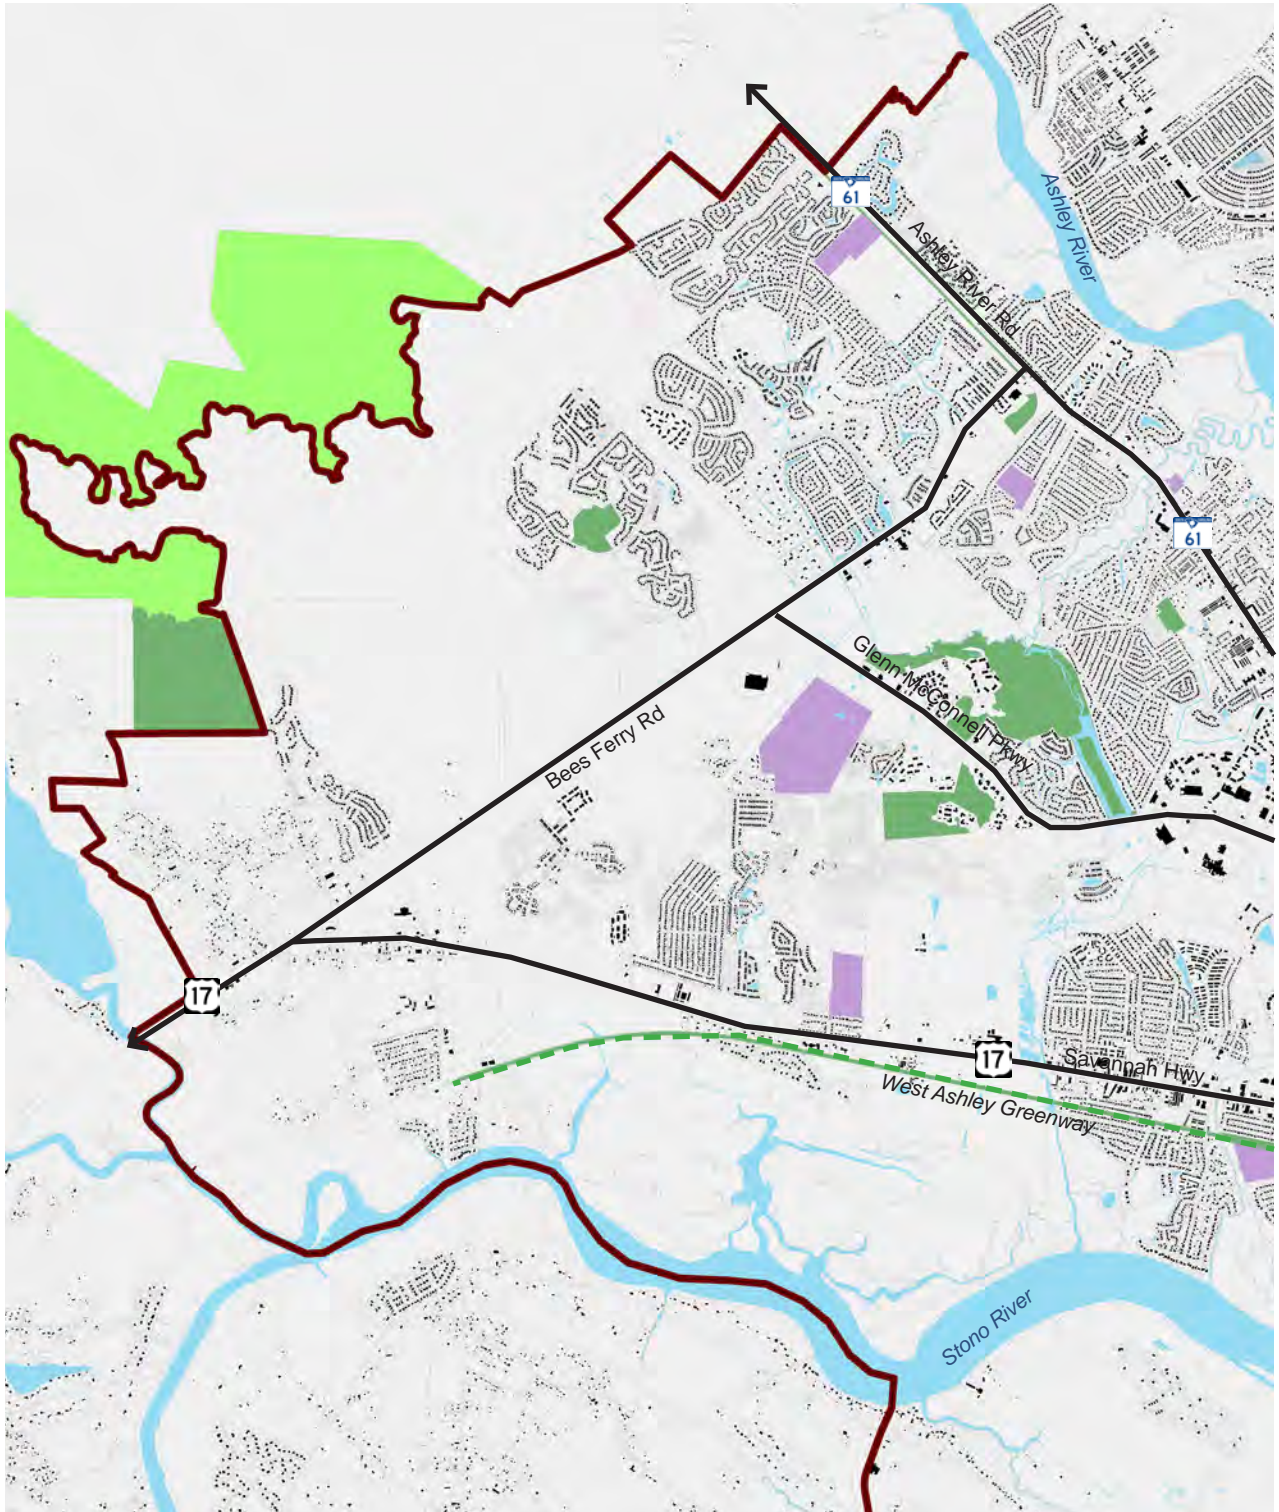 61
Ashley River
Ashley River Rd
61
Glenn McConnell Pkwy
Bees Ferry Rd
17
17
Savannah Hwy
West Ashley Greenway
Stono River